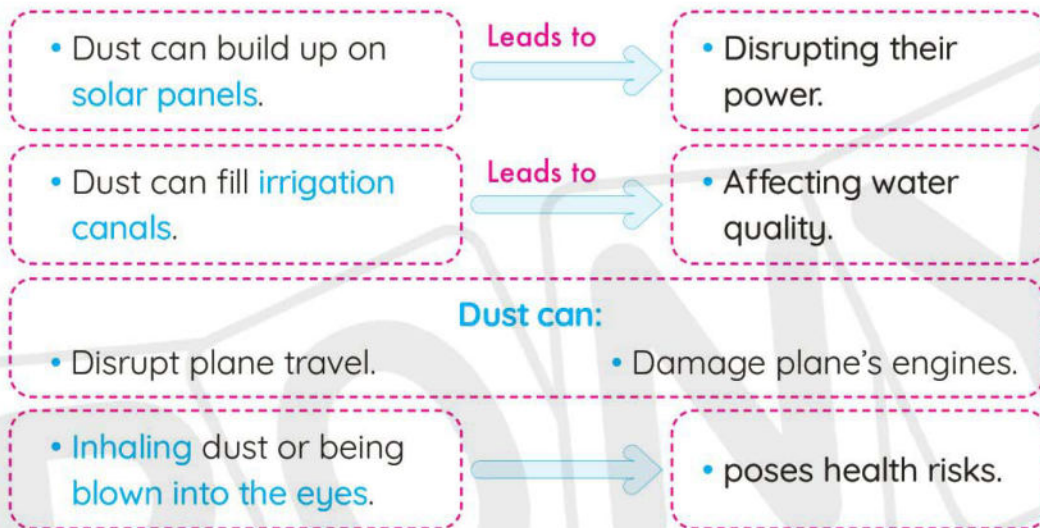 • Dust can build up on
solar panels.
Leads to
• Disrupting their
power.
• Dust can fill irrigation
canals.
Leads to
• Affecting water
quality.
Dust can:
• Disrupt plane travel.
• Damage plane's engines.
• Inhaling dust or being
blown into the eyes.
• poses health risks.